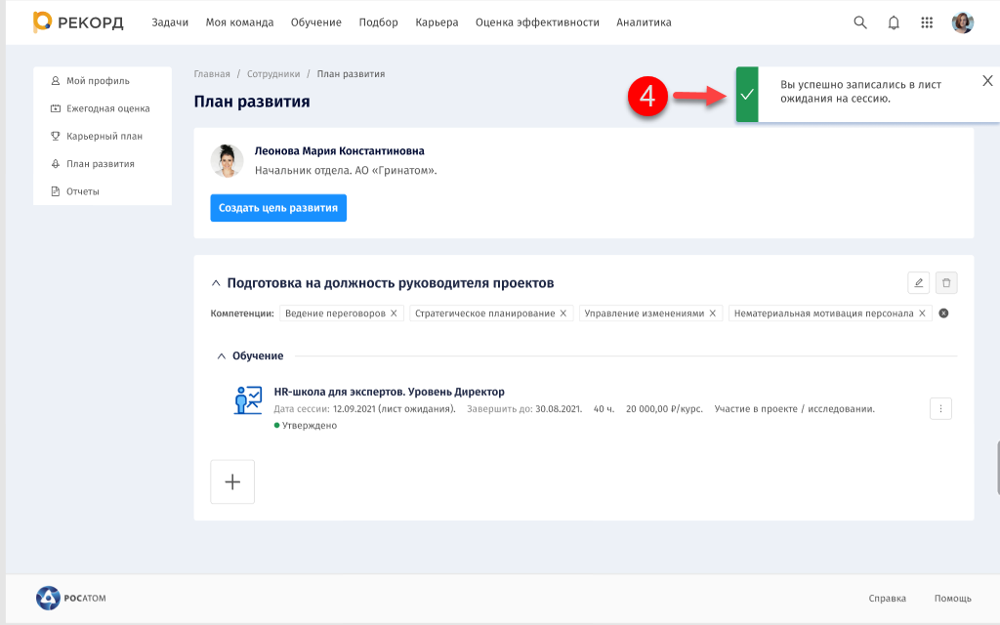 РЕКОРД
Задачи Моя команда Обучение Подбор Карьера Оценка эффективности Аналитика
Мой профиль
Ежегодная оценка
Карьерный план
План развития
Отчеты
Главная / Сотрудники / План развития
План развития
4
Вы успешно записались в лист
ожидания на сессию.
Леонова Мария Константиновна
Начальник отдела. АО «Гринатом».
Создать цель развития
Подготовка на должность руководителя проектов
Компетенции: Ведение переговоров Стратегическое планирование Управление изменениями Нематериальная мотивация персонала
Обучение
HR-школа для экспертов. Уровень Директор
Дата сессии: 12.09.2021 (лист ожидания). Завершить до: 30.08.2021. 40 ч. 20 000,00 ₽/курс. Участие в проекте / исследовании.
Утверждено
РОСАТОМ
Справка Помощь